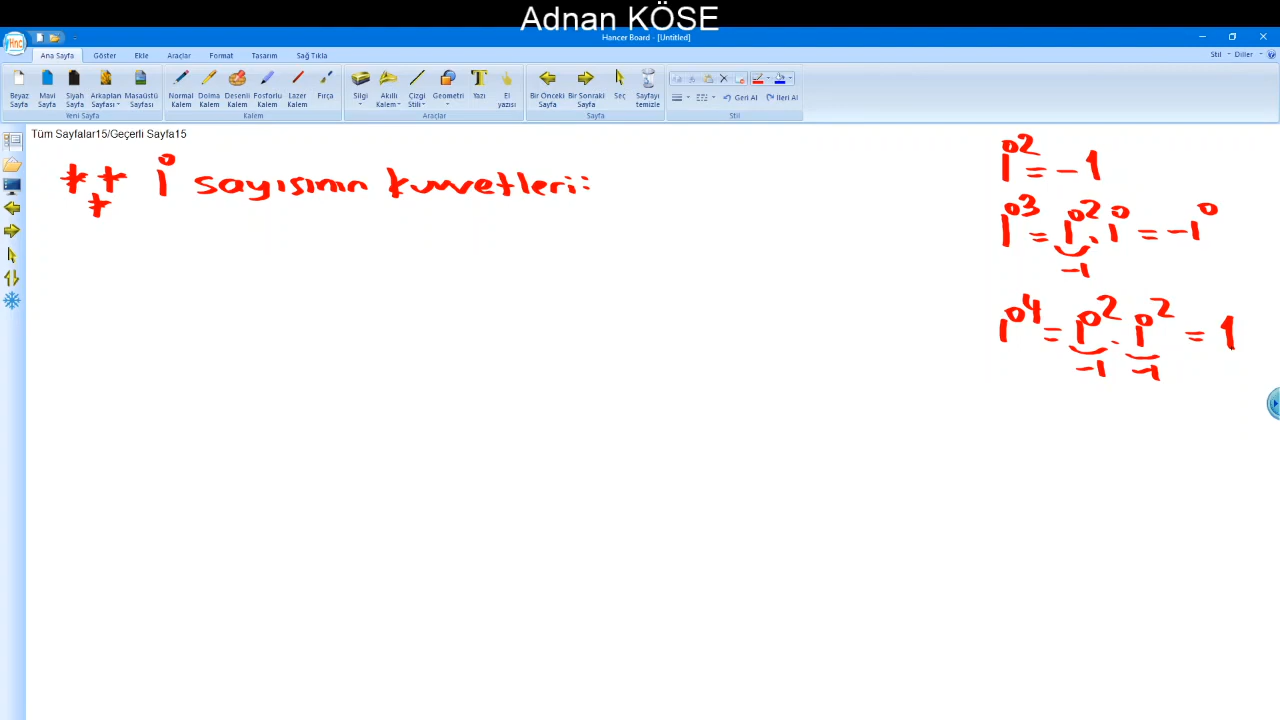 Adnan KÖSE
Hancer Board - [Untitled]
Ana Sayfa Göster Ekle Araçlar Format Tasarım Sağ Tıkla Stil Diller
Beyaz Sayfa Mavi Sayfa Siyah Sayfa Arkaplan Sayfası Masaüstü Sayfası Normal Kalem Dolma Kalem Desenli Kalem Fosforlu Kalem Lazer Kalem Fırça Silgi Akıllı Kalem Çizgi Stili Geometri Yazı El yazısı Bir Önceki Sayfa Bir Sonraki Sayfa Seç Sayfayı temizle Geri Al İleri Al
Yeni Sayfa Kalem Araçlar Sayfa Stil
Tüm Sayfalar15/Geçerli Sayfa15
*** i sayısının kuvvetleri:
i² = -1
i³ = i² . i = -i
-1
i⁴ = i² . i² = 1
-1 -1